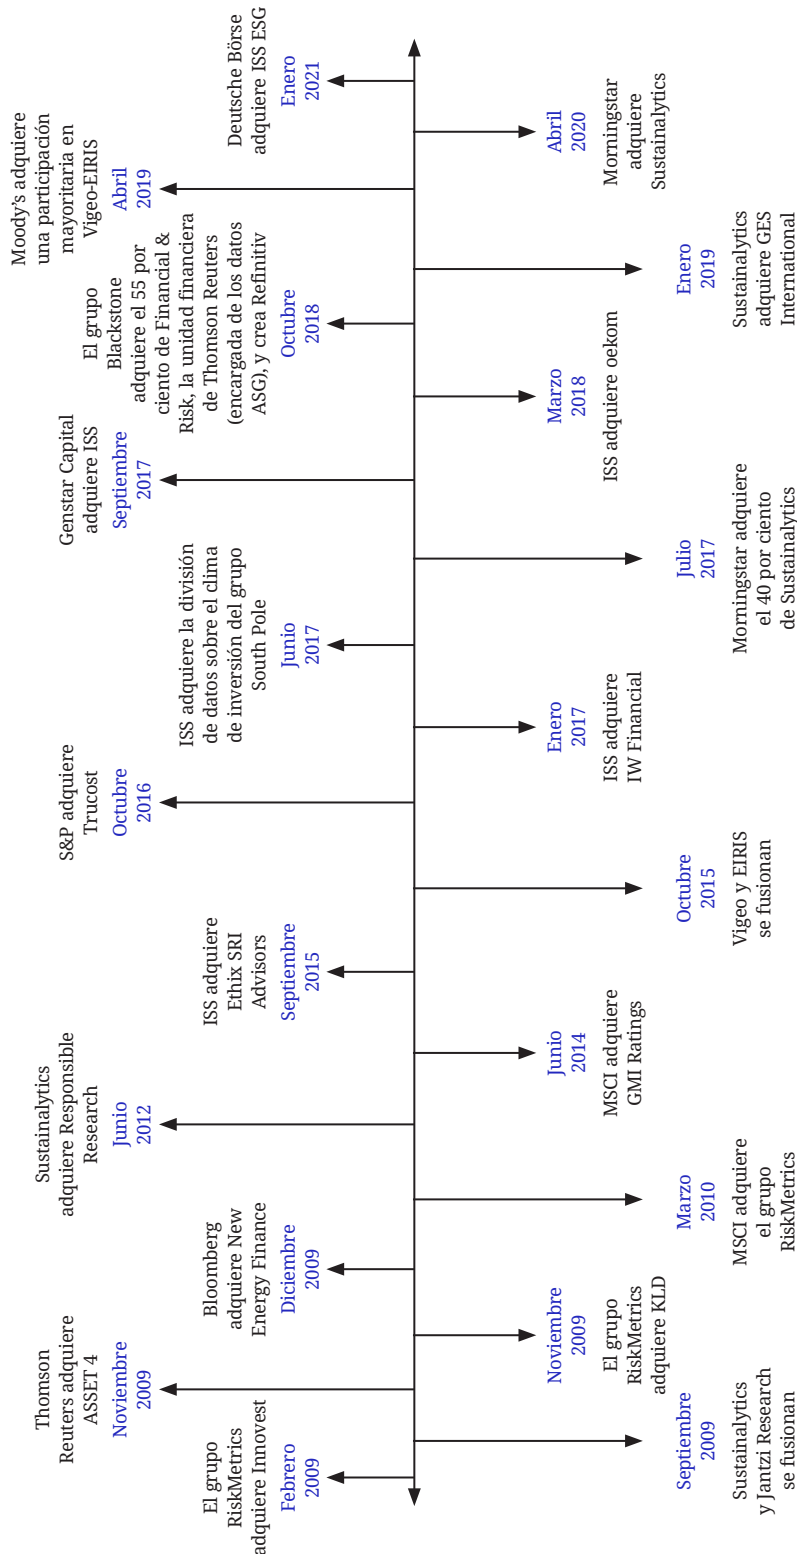 El grupo
RiskMetrics
adquiere Innovest
Febrero
2009
Sustainalytics
y Jantzi Research
se fusionan
Septiembre
2009
Thomson
Reuters adquiere
ASSET 4
Noviembre
2009
El grupo
RiskMetrics
adquiere KLD
Noviembre
2009
Bloomberg
adquiere New
Energy Finance
Diciembre
2009
MSCI adquiere
el grupo
RiskMetrics
Marzo
2010
Sustainalytics
adquiere Responsible
Research
Junio
2012
MSCI adquiere
GMI Ratings
Junio
2014
ISS adquiere
Ethix SRI
Advisors
Septiembre
2015
Vigeo y EIRIS
se fusionan
Octubre
2015
S&P adquiere
Trucost
Octubre
2016
ISS adquiere
IW Financial
Enero
2017
ISS adquiere la división
de datos sobre el clima
de inversión del grupo
South Pole
Junio
2017
Morningstar adquiere
el 40 por ciento
de Sustainalytics
Julio
2017
Genstar Capital
adquiere ISS
Septiembre
2017
ISS adquiere oekom
Marzo
2018
El grupo
Blackstone
adquiere el 55 por
ciento de Financial &
Risk, la unidad financiera
de Thomson Reuters
(encargada de los datos
ASG), y crea Refinitiv
Octubre
2018
Sustainalytics
adquiere GES
International
Enero
2019
Moody's adquiere
una participación
mayoritaria en
Vigeo-EIRIS
Abril
2019
Morningstar
adquiere
Sustainalytics
Abril
2020
Deutsche Börse
adquiere ISS ESG
Enero
2021